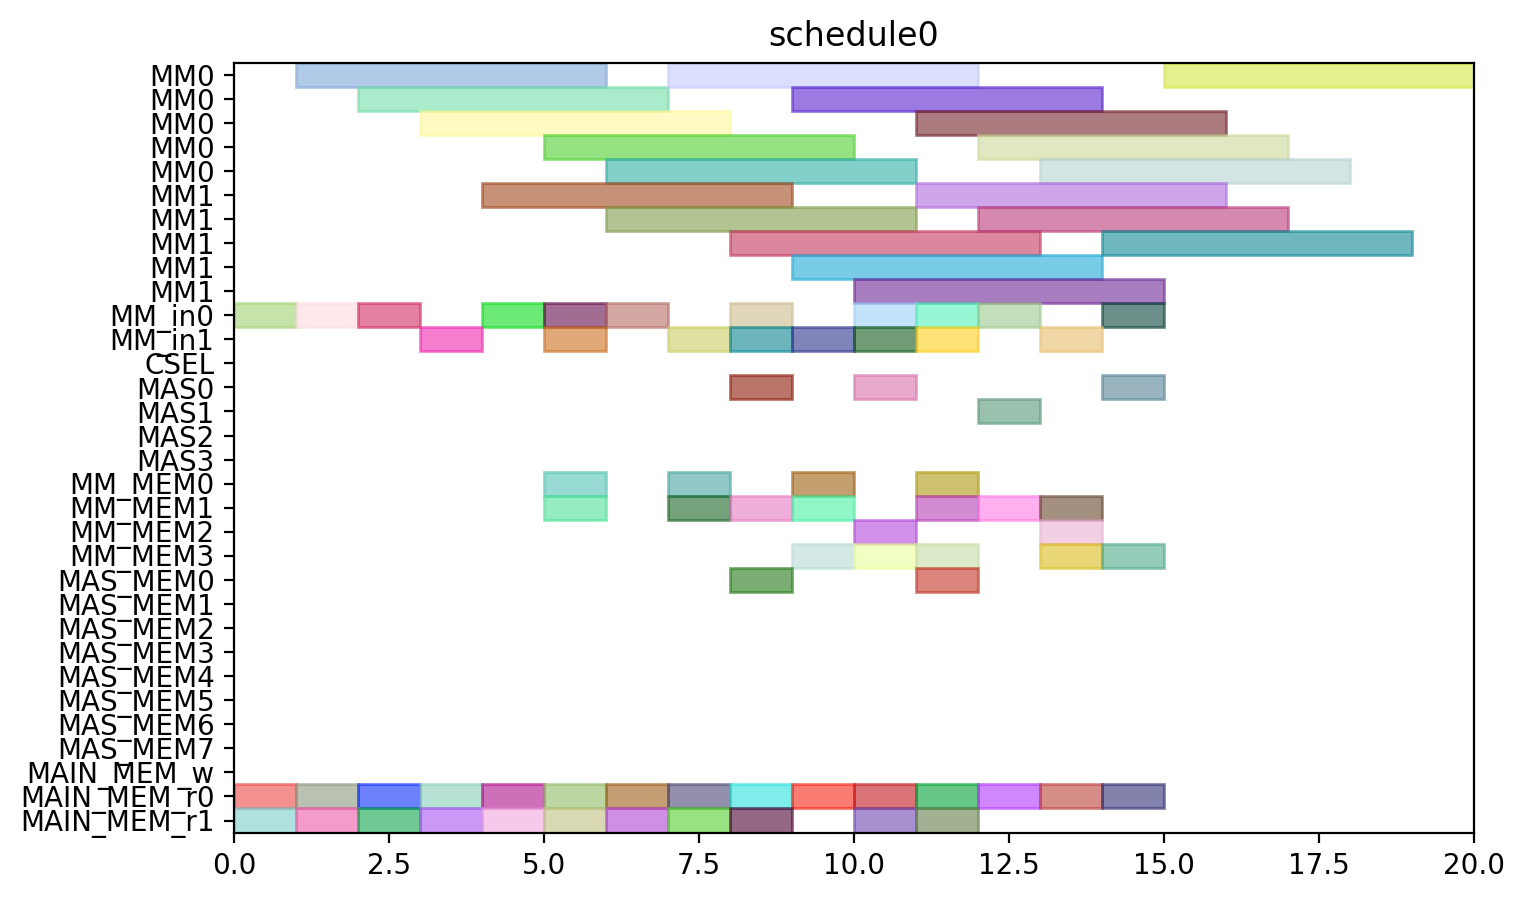 schedule0
MM0
MM0
MM0
MM0
MM0
MM1
MM1
MM1
MM1
MM1
MM_in0
MM_in1
CSEL
MAS0
MAS1
MAS2
MAS3
MM_MEM0
MM_MEM1
MM_MEM2
MM_MEM3
MAS_MEM0
MAS_MEM1
MAS_MEM2
MAS_MEM3
MAS_MEM4
MAS_MEM5
MAS_MEM6
MAS_MEM7
MAIN_MEM_w
MAIN_MEM_r0
MAIN_MEM_r1
0.0 2.5 5.0 7.5 10.0 12.5 15.0 17.5 20.0